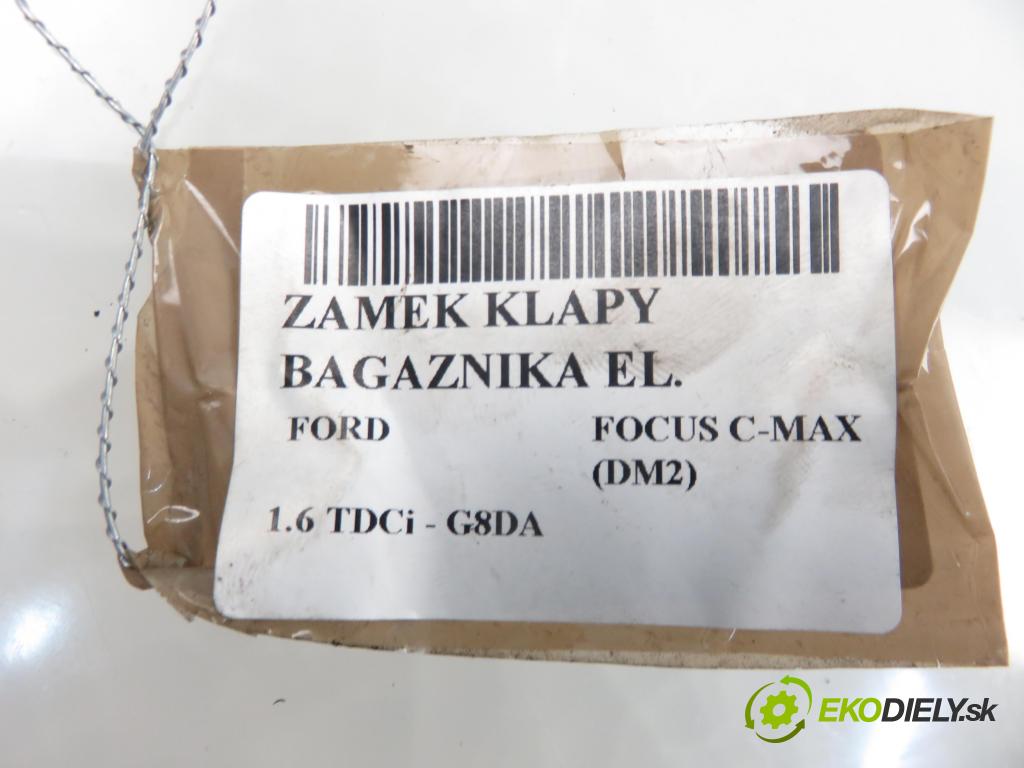 ZAMEK KLAPY
BAGAZNIKA EL.
FORD FOCUS C-MAX
(DM2)
1.6 TDCi - G8DA
EKODIELY.sk